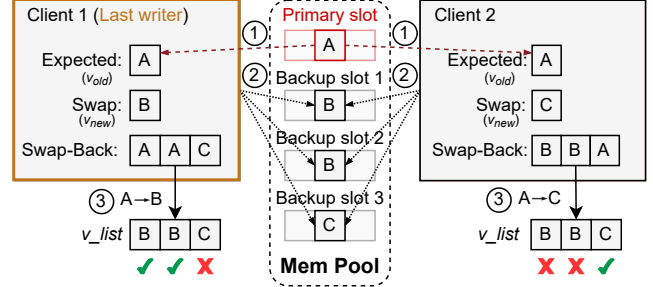 Client 1 (Last writer)
Expected: A
(v_old)
Swap: B
(v_new)
Swap-Back: A A C
3 A→B
v_list B B C
✓ ✓ ✗
1
2
Primary slot
A
Backup slot 1
B
Backup slot 2
B
Backup slot 3
C
Mem Pool
1
2
Client 2
Expected: A
(v_old)
Swap: C
(v_new)
Swap-Back: B B A
3 A→C
v_list B B C
✗ ✗ ✓